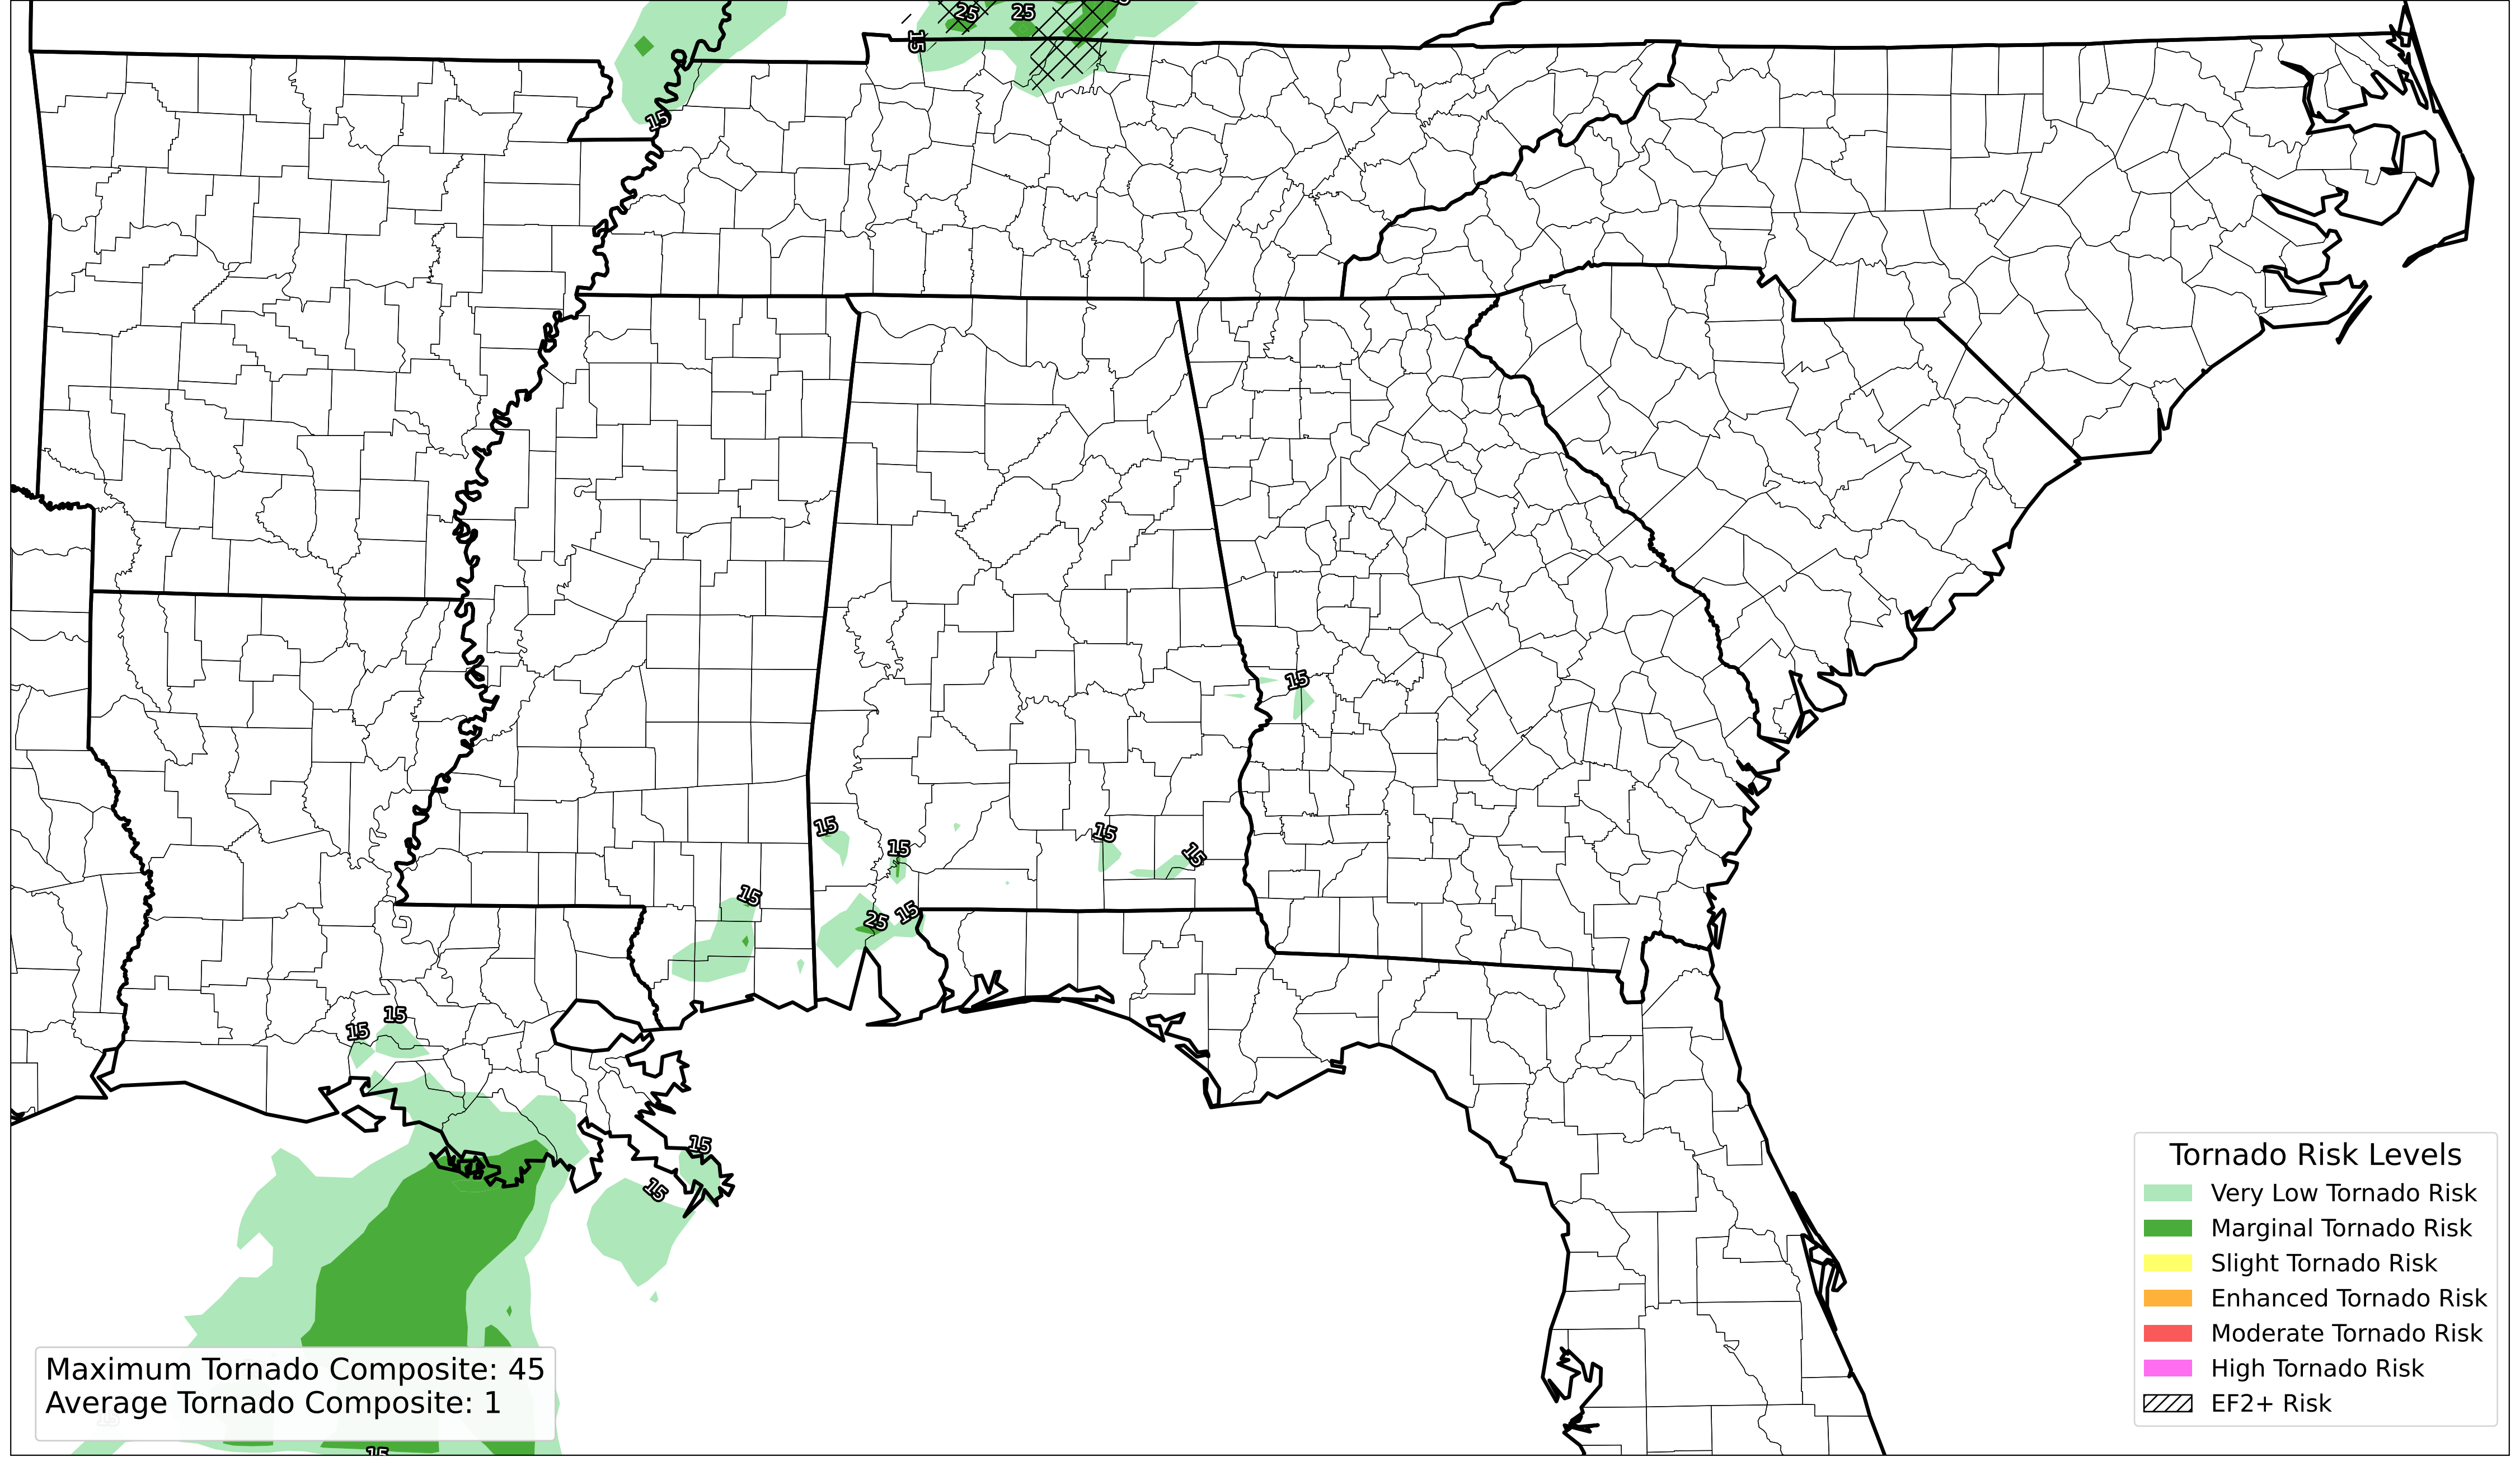 25
25
15
15
15
15
15
15
15
15
25
15
15
15
15
15
15
Tornado Risk Levels
Very Low Tornado Risk
Marginal Tornado Risk
Slight Tornado Risk
Enhanced Tornado Risk
Moderate Tornado Risk
High Tornado Risk
EF2+ Risk
Maximum Tornado Composite: 45
Average Tornado Composite: 1
15
15